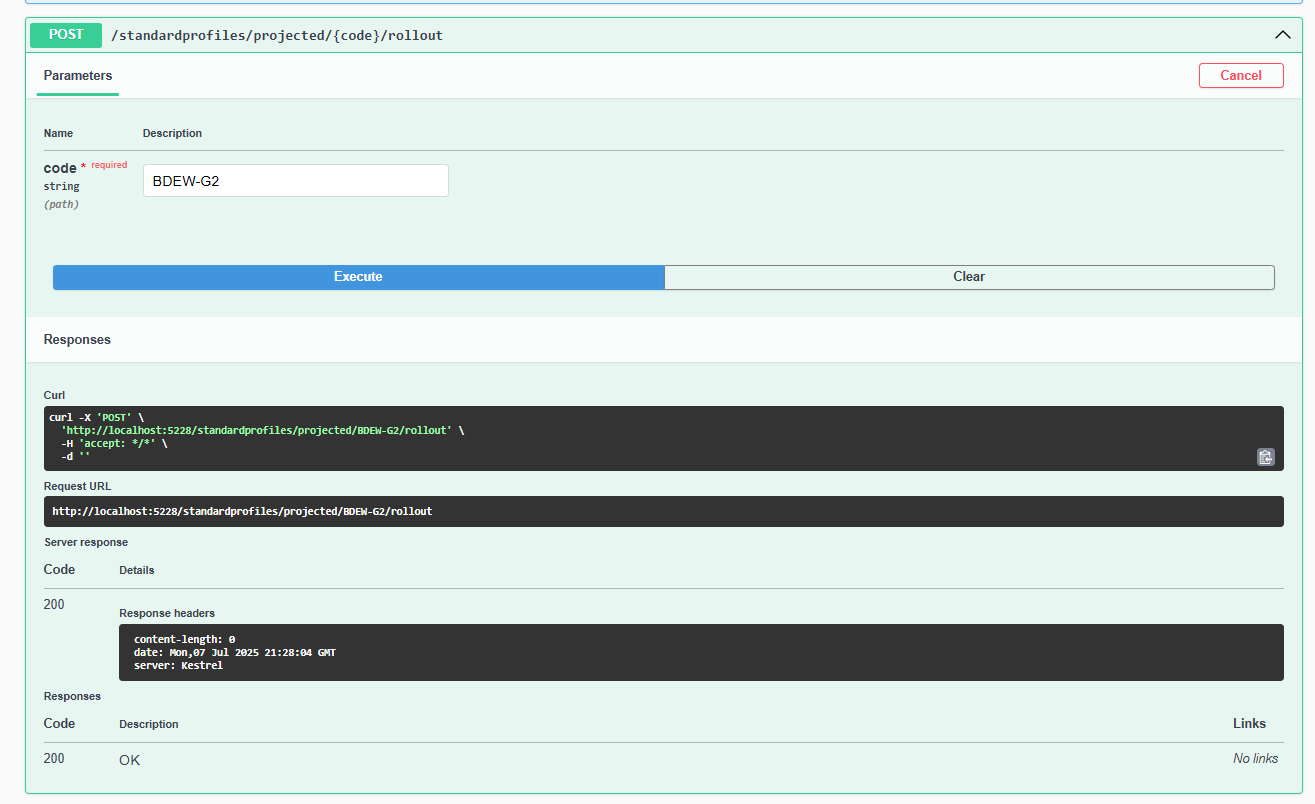 POST /standardprofiles/projected/{code}/rollout
Parameters
Cancel
Name Description
code * required
string
(path)
BDEW-G2
Execute Clear
Responses
Curl
curl -X 'POST' \
'http://localhost:5228/standardprofiles/projected/BDEW-G2/rollout' \
-H 'accept: */*' \
-d ''
Request URL
http://localhost:5228/standardprofiles/projected/BDEW-G2/rollout
Server response
Code Details
200
Response headers
content-length: 0
date: Mon,07 Jul 2025 21:28:04 GMT
server: Kestrel
Responses
Code Description Links
200 OK No links